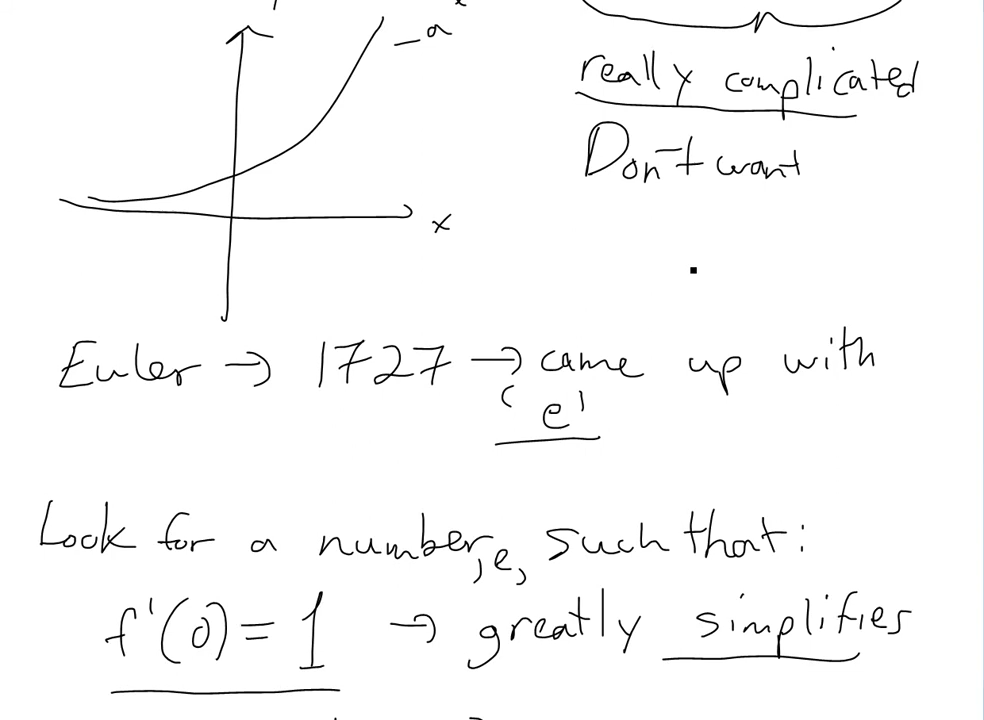 a
really complicated
Don't want
x
Euler → 1727 → came up with
'e'
Look for a number, e, such that:
f'(0) = 1 → greatly simplifies